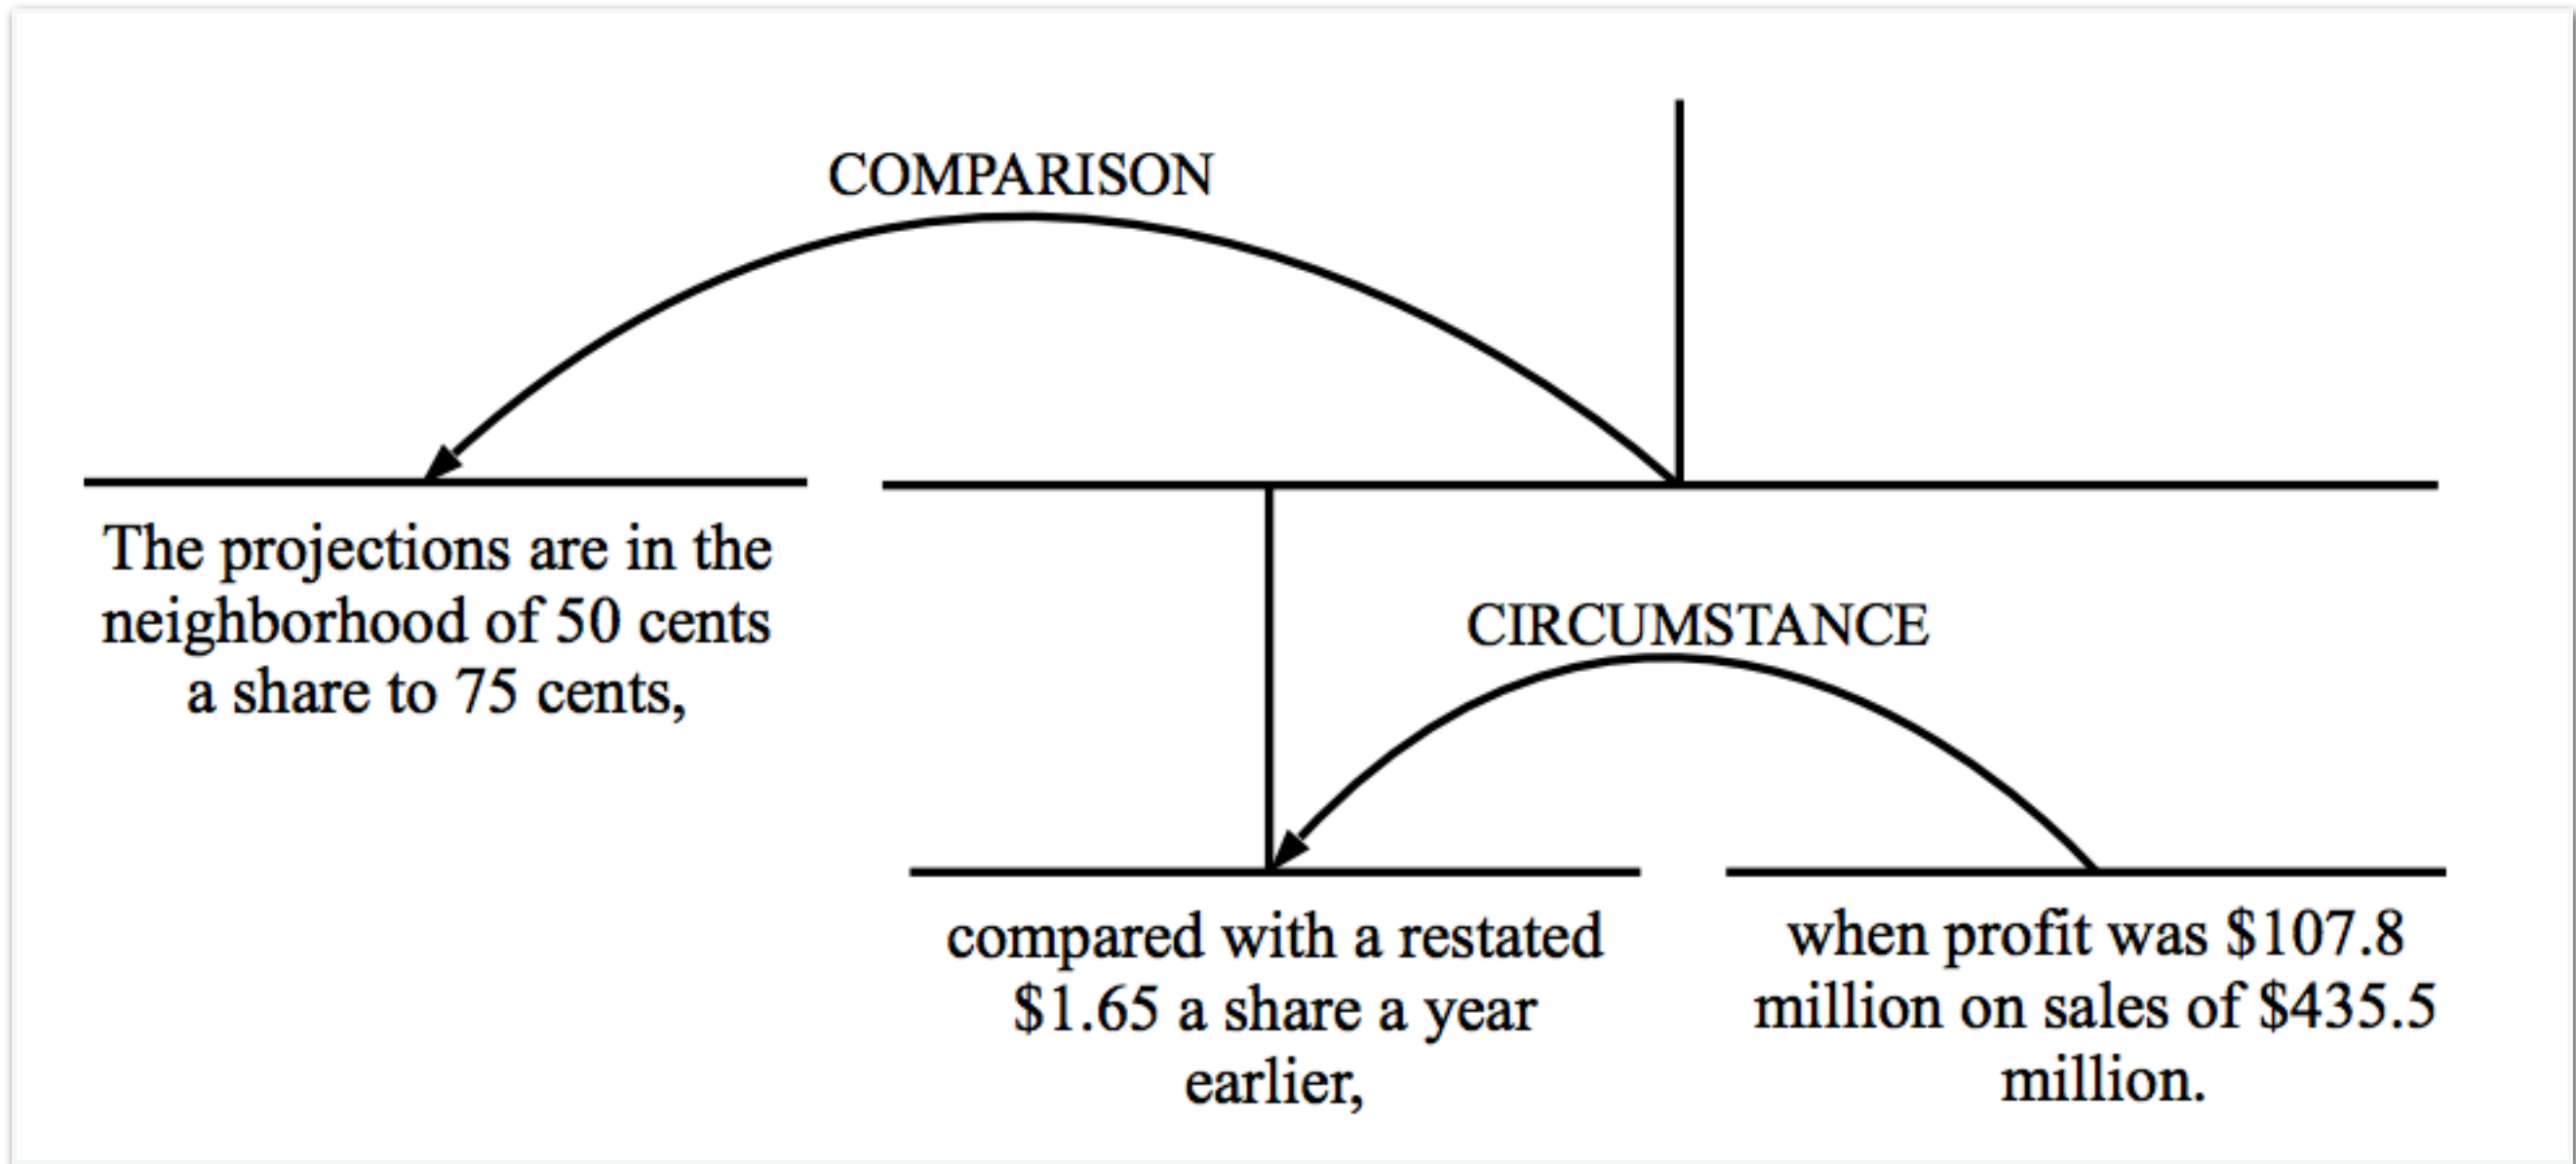 COMPARISON
The projections are in the
neighborhood of 50 cents
a share to 75 cents,
CIRCUMSTANCE
compared with a restated
$1.65 a share a year
earlier,
when profit was $107.8
million on sales of $435.5
million.